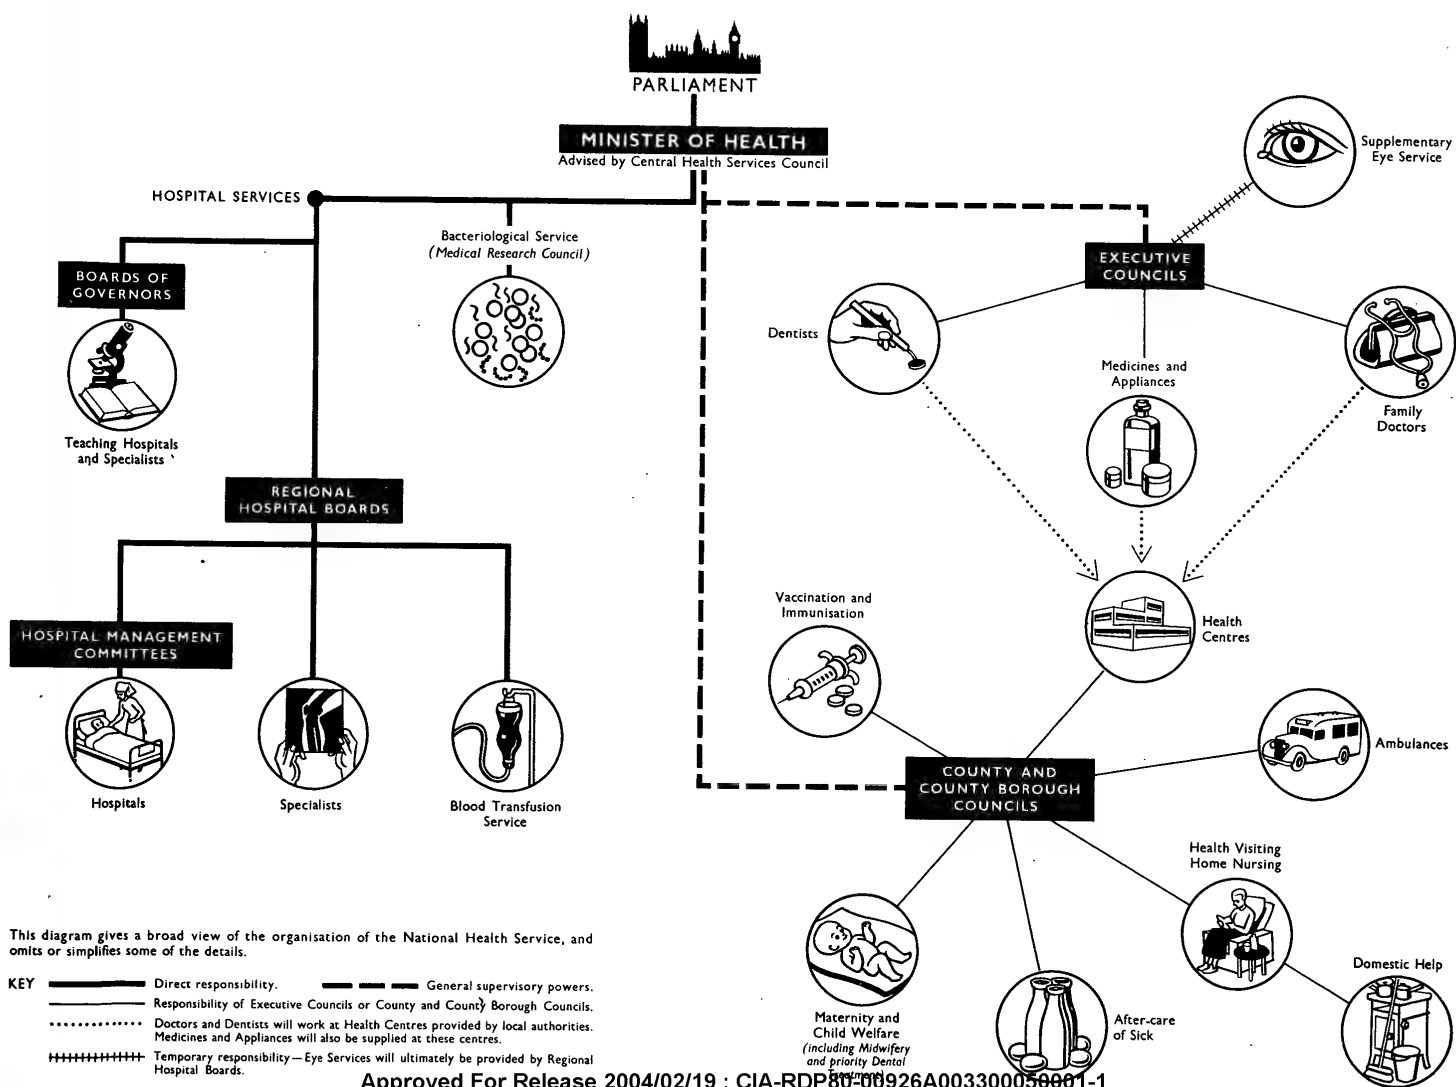 PARLIAMENT
MINISTER OF HEALTH
Advised by Central Health Services Council
Supplementary
Eye Service
HOSPITAL SERVICES
Bacteriological Service
(Medical Research Council)
BOARDS OF
GOVERNORS
EXECUTIVE
COUNCILS
Dentists
Medicines and
Appliances
Family
Doctors
Teaching Hospitals
and Specialists
REGIONAL
HOSPITAL BOARDS
Vaccination and
Immunisation
Health
Centres
HOSPITAL MANAGEMENT
COMMITTEES
Ambulances
COUNTY AND
COUNTY BOROUGH
COUNCILS
Hospitals
Specialists
Blood Transfusion
Service
Health Visiting
Home Nursing
This diagram gives a broad view of the organisation of the National Health Service, and
omits or simplifies some of the details.
Domestic Help
KEY
Direct responsibility.
General supervisory powers.
Responsibility of Executive Councils or County and County Borough Councils.
Doctors and Dentists will work at Health Centres provided by local authorities.
Medicines and Appliances will also be supplied at these centres.
Temporary responsibility—Eye Services will ultimately be provided by Regional
Hospital Boards.
Maternity and
Child Welfare
(including Midwifery
and priority Dental
Treatment)
After-care
of Sick
Approved For Release 2004/02/19 : CIA-RDP80-00926A003300050001-1